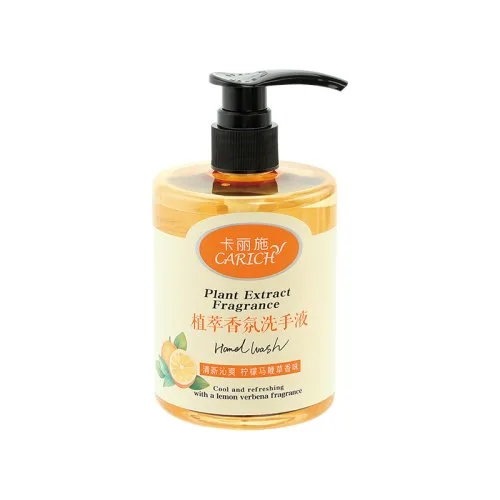 卡丽施
CARICH
Plant Extract
Fragrance
植萃香氛洗手液
Hand Wash
清新沁爽 柠檬马鞭草香味
Cool and refreshing
with a lemon verbena fragrance